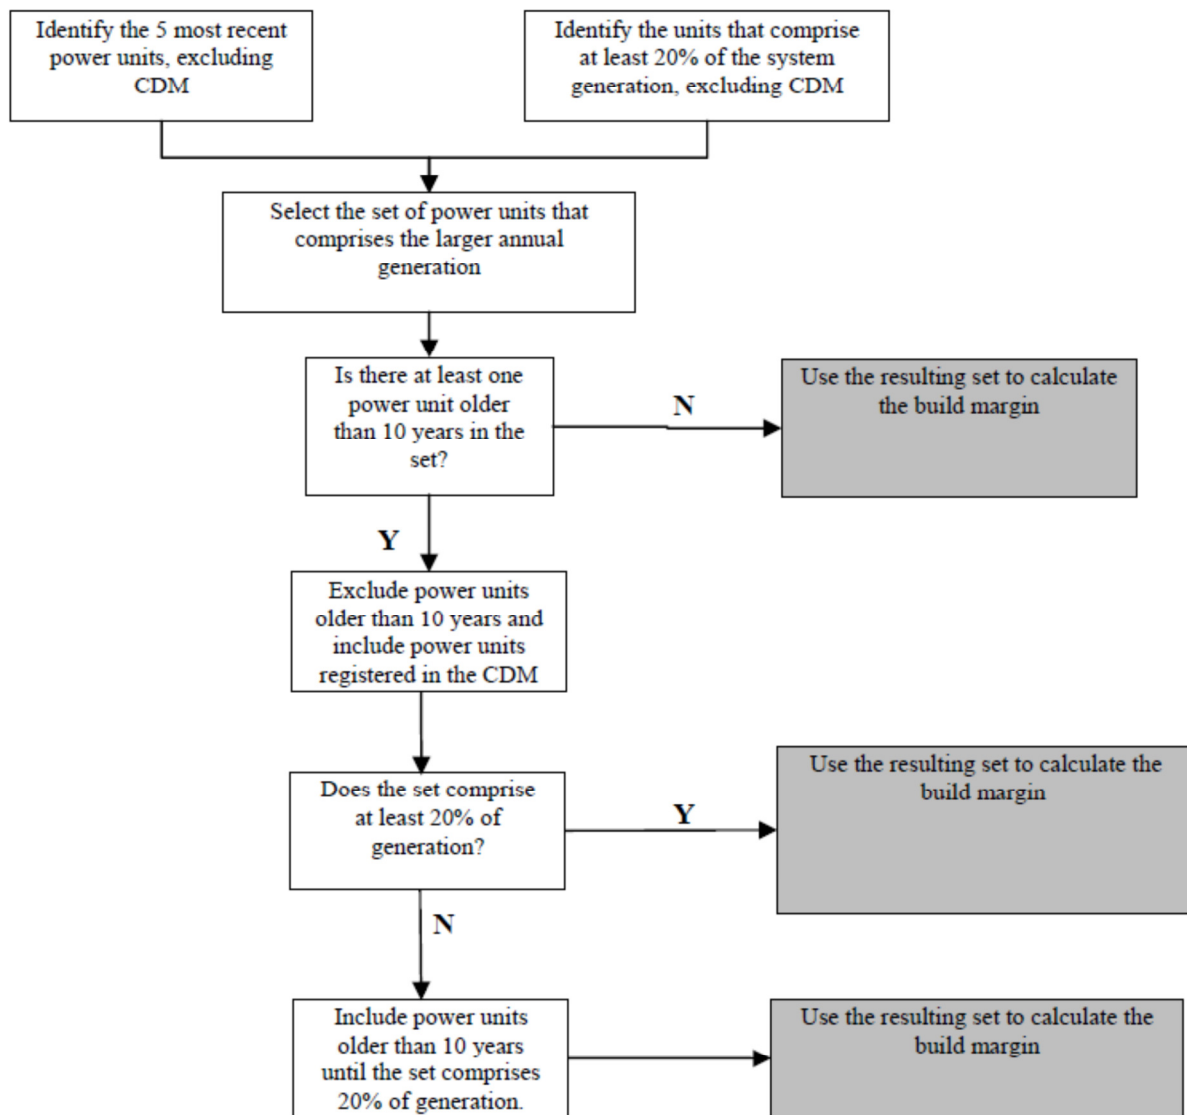 Identify the 5 most recent
power units, excluding
CDM
Identify the units that comprise
at least 20% of the system
generation, excluding CDM
Select the set of power units that
comprises the larger annual
generation
Is there at least one
power unit older
than 10 years in the
set?
N
Use the resulting set to calculate
the build margin
Y
Exclude power units
older than 10 years and
include power units
registered in the CDM
Does the set comprise
at least 20% of
generation?
Y
Use the resulting set to calculate the
build margin
N
Include power units
older than 10 years
until the set comprises
20% of generation.
Use the resulting set to calculate the
build margin